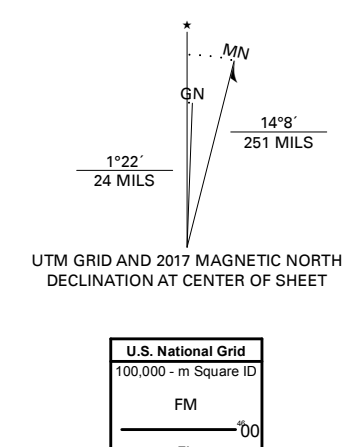 ★
MN
GN
14°8´
251 MILS
1°22´
24 MILS
UTM GRID AND 2017 MAGNETIC NORTH
DECLINATION AT CENTER OF SHEET
U.S. National Grid
100,000 - m Square ID
FM
4600